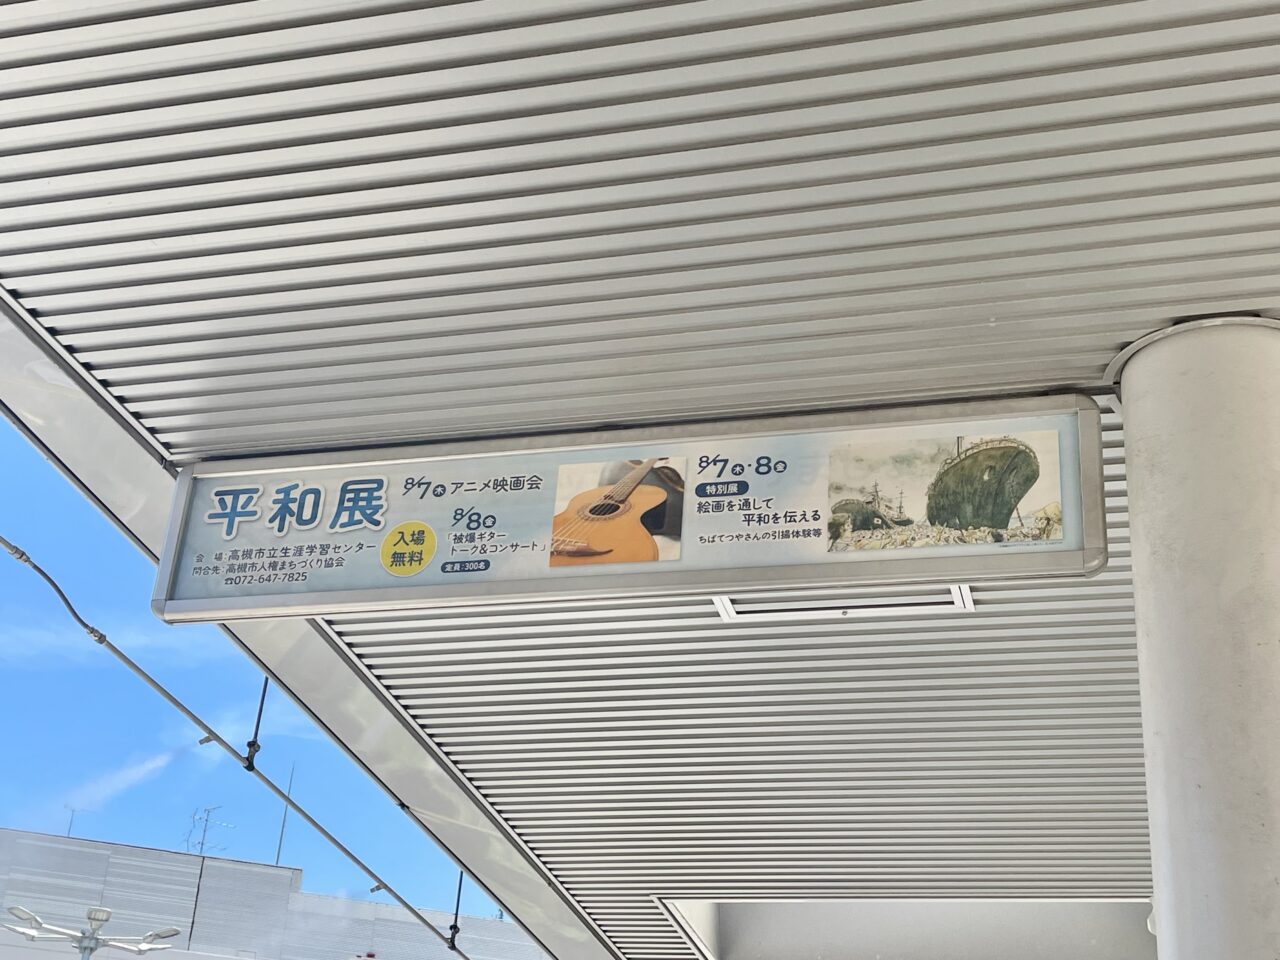 平和展
会 場：高槻市立生涯学習センター
問合先：高槻市人権まちづくり協会
☎072-647-7825
8/7木 アニメ映画会
8/8金
「被爆ギター
トーク&コンサート」
定員：300名
入場
無料
8/7木・8金
特別展
絵画を通して
平和を伝える
ちばてつやさんの引揚体験等